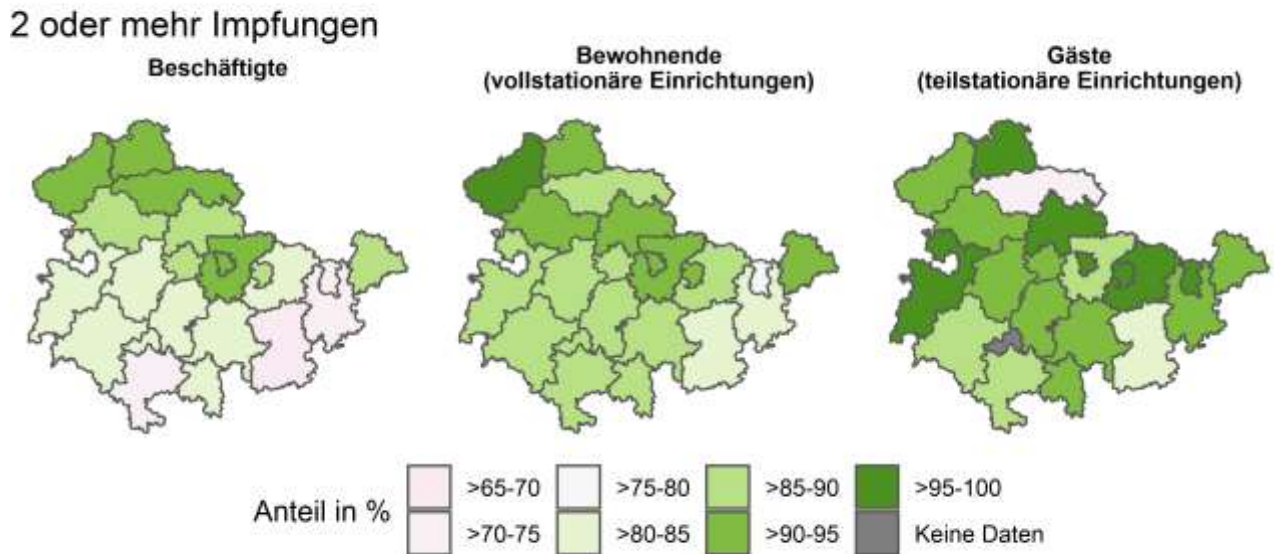 2 oder mehr Impfungen
Beschäftigte
Bewohnende
(vollstationäre Einrichtungen)
Gäste
(teilstationäre Einrichtungen)
Anteil in %
>65-70
>75-80
>85-90
>95-100
>70-75
>80-85
>90-95
Keine Daten